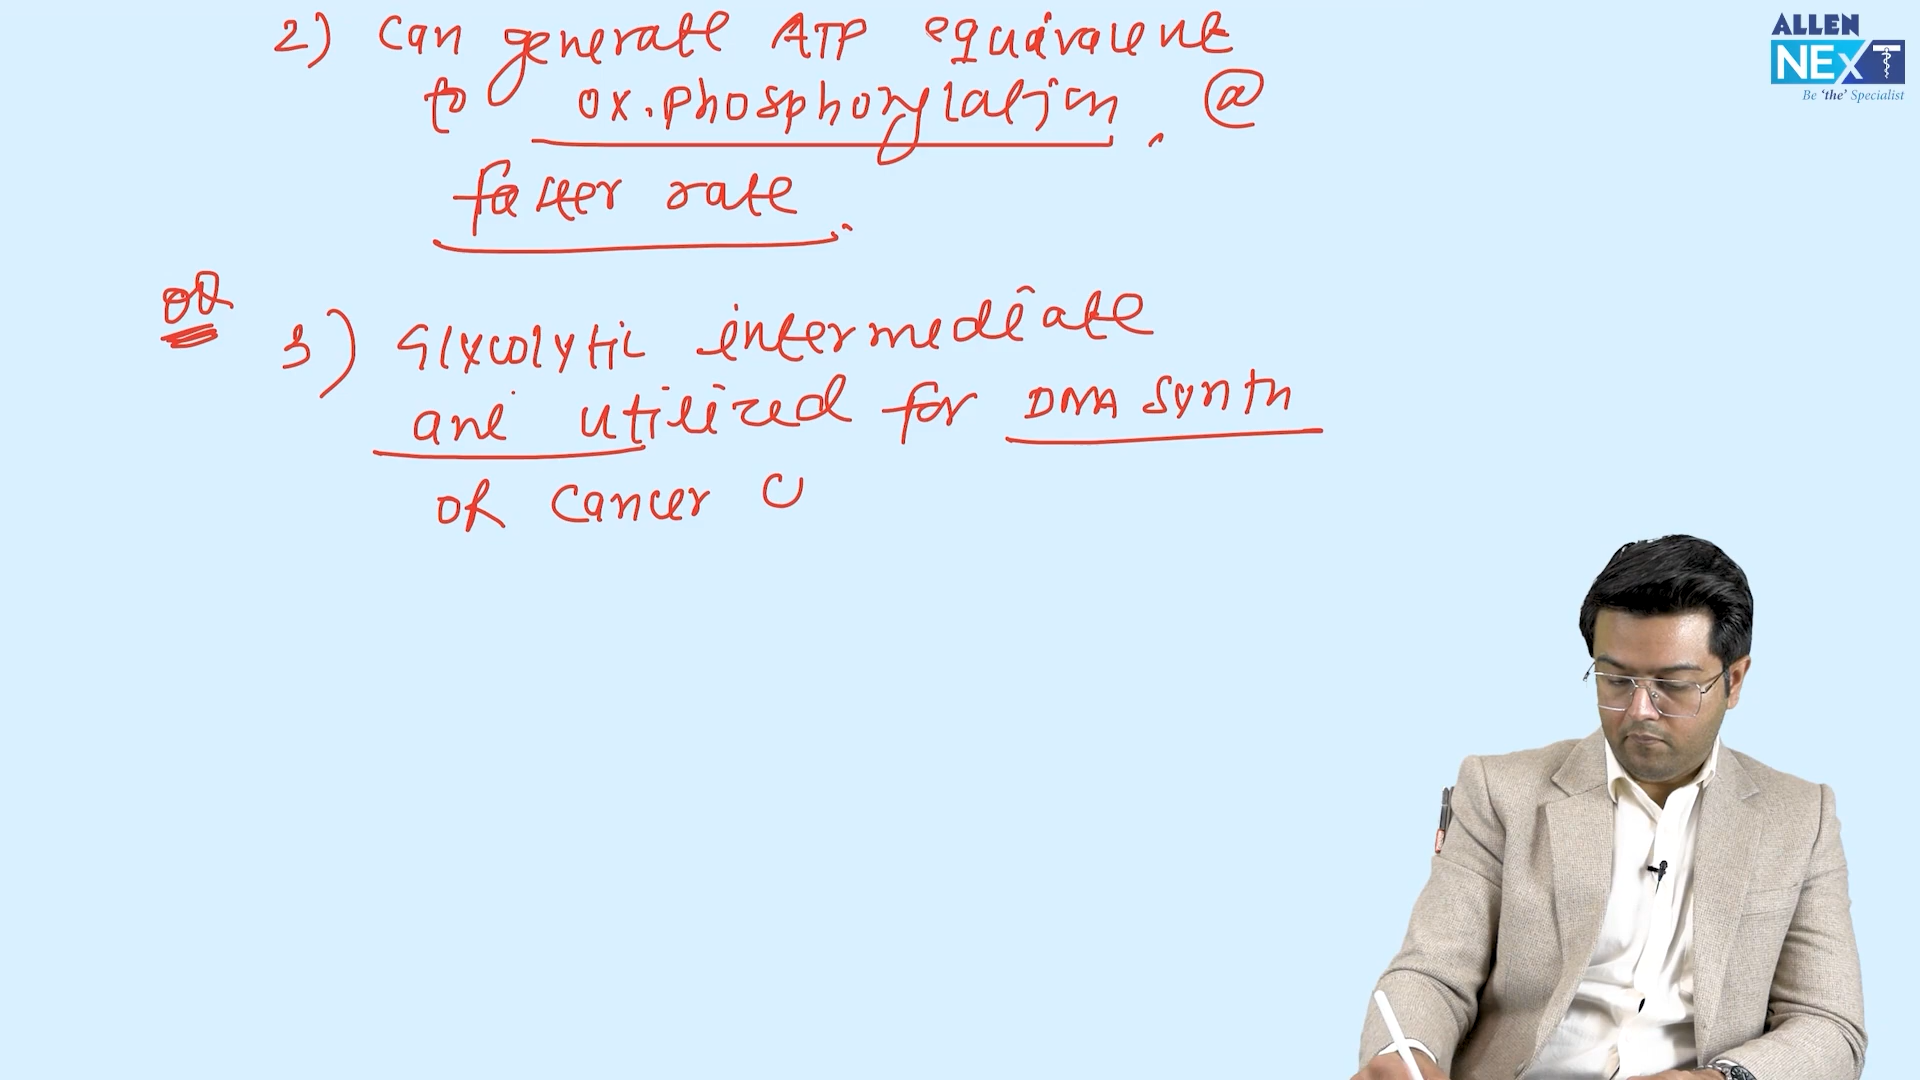 ALLEN
NEXT
Be 'the' Specialist
2) Can generate ATP equivalent
to ox. phosphorylation. @
faster rate.
3) Glycolytic intermediate
are utilized for DNA Synth
of Cancer C